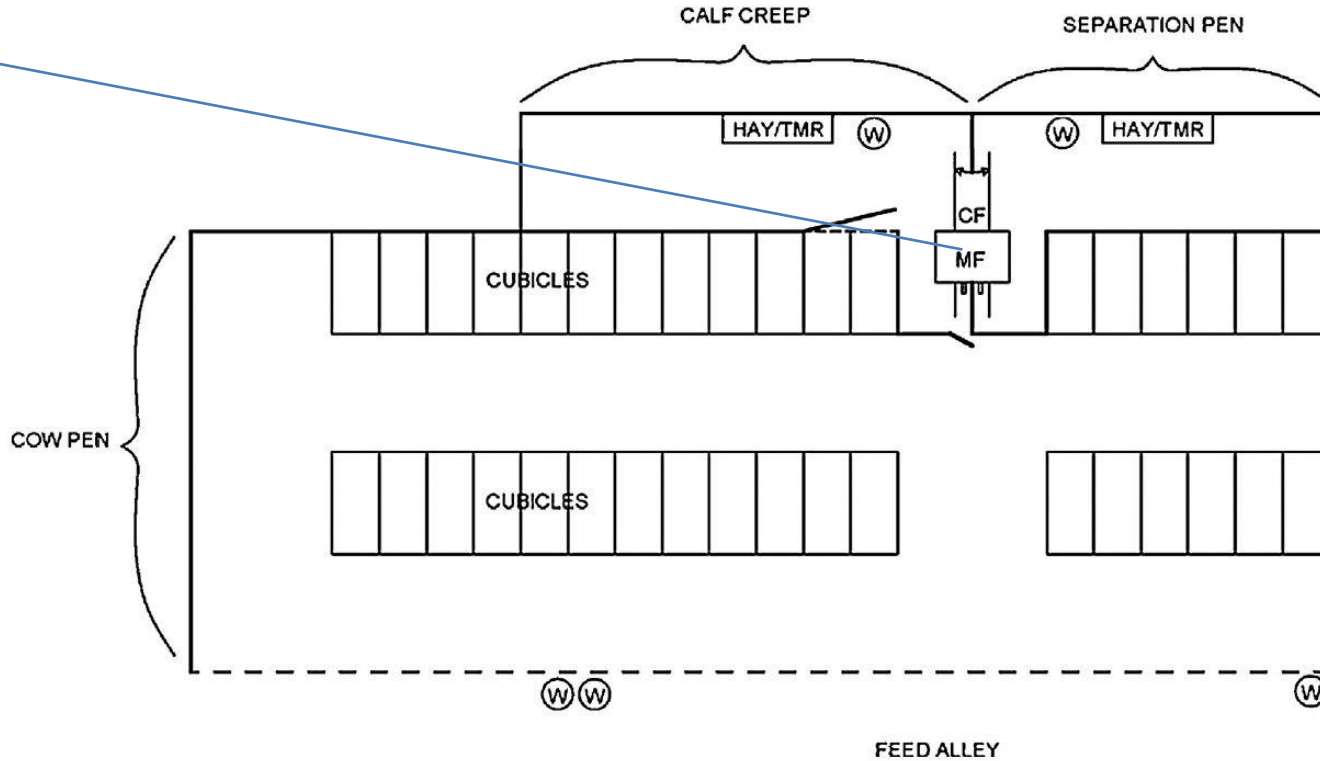 CALF CREEP
SEPARATION PEN
HAY/TMR
W
W
HAY/TMR
CF
MF
CUBICLES
COW PEN
CUBICLES
W
W
W
FEED ALLEY